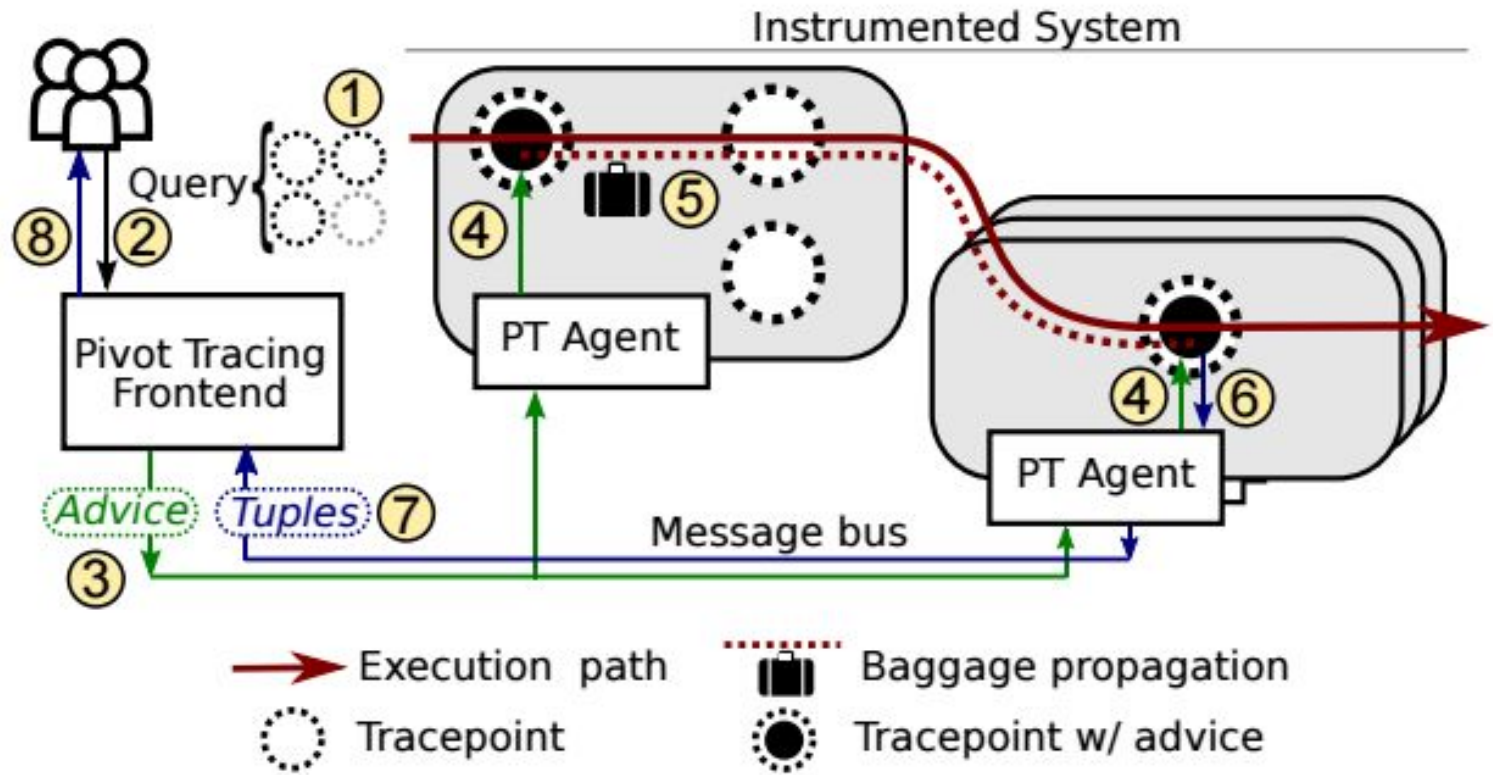 Instrumented System
1
Query
4
5
8
2
PT Agent
Pivot Tracing
Frontend
4
6
PT Agent
Advice
Tuples
7
Message bus
3
Execution path
Baggage propagation
Tracepoint
Tracepoint w/ advice